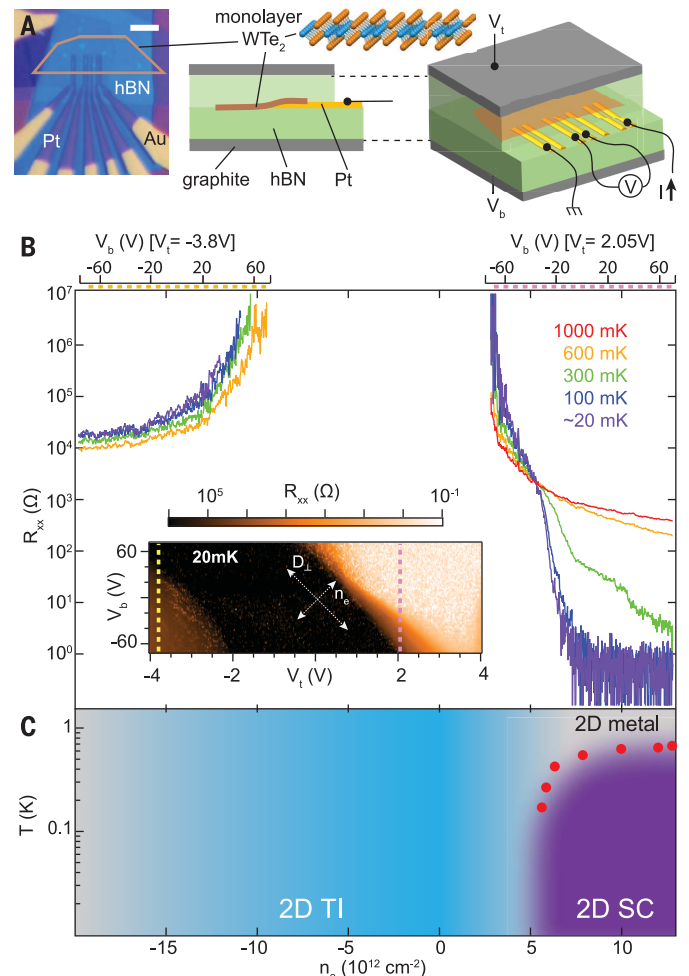 A
monolayer
WTe2
hBN
Pt
Au
graphite
hBN
Pt
Vt
Vb
V
I
B
Vb (V) [Vt= -3.8V]
-60 -20 20 60
Vb (V) [Vt= 2.05V]
-60 -20 20 60
10^7
10^6
10^5
10^4
10^3
10^2
10^1
10^0
Rxx (Ω)
1000 mK
600 mK
300 mK
100 mK
~20 mK
Rxx (Ω)
10^5 10^-1
20mK
D⊥
ne
Vb (V)
60
0
-60
-4 -2 0 2 4
Vt (V)
C
T (K)
1
0.1
2D metal
2D TI
2D SC
-15 -10 -5 0 5 10
ne (10^12 cm^-2)